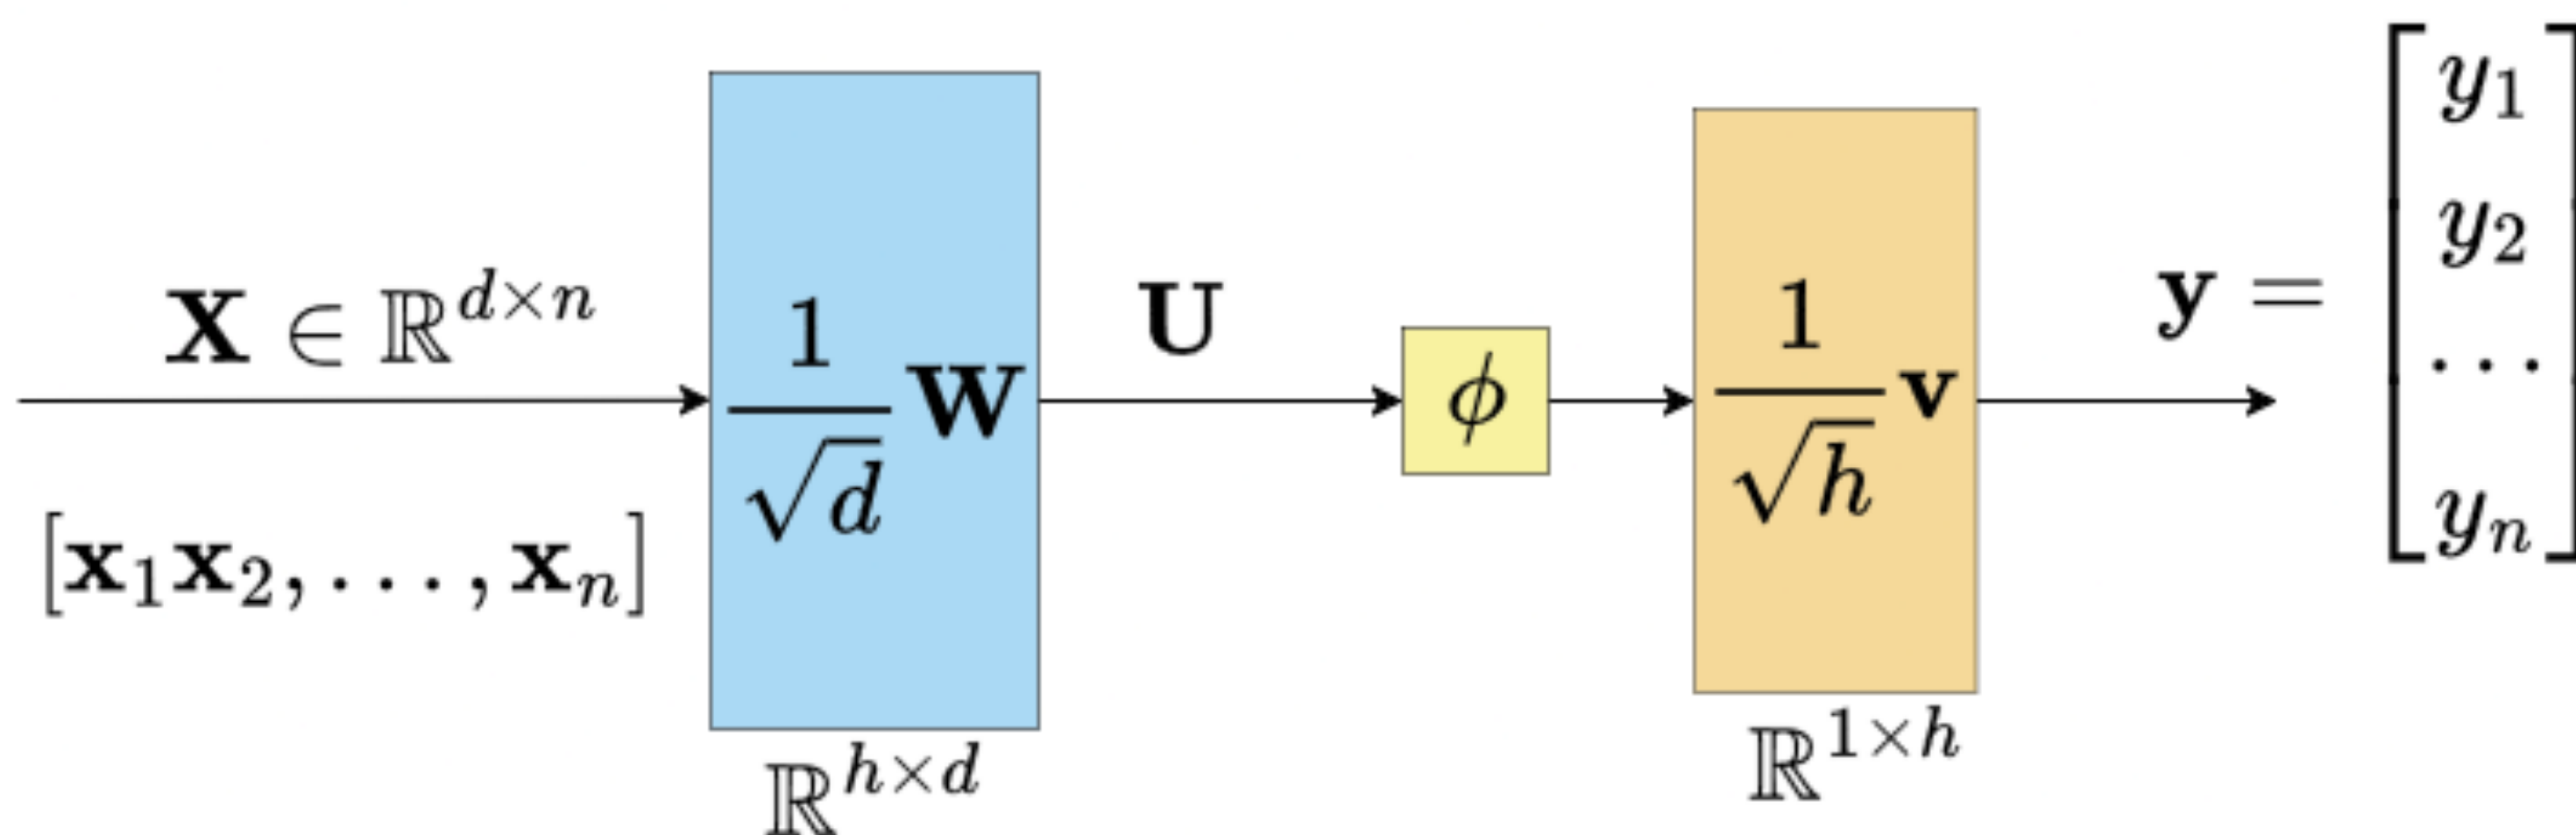 X ∈ ℝ^{d×n}
[x₁x₂, . . . , xₙ]
1/√d W
ℝ^{h×d}
U
ϕ
1/√h v
ℝ^{1×h}
y = [y₁
y₂
. . .
yₙ]